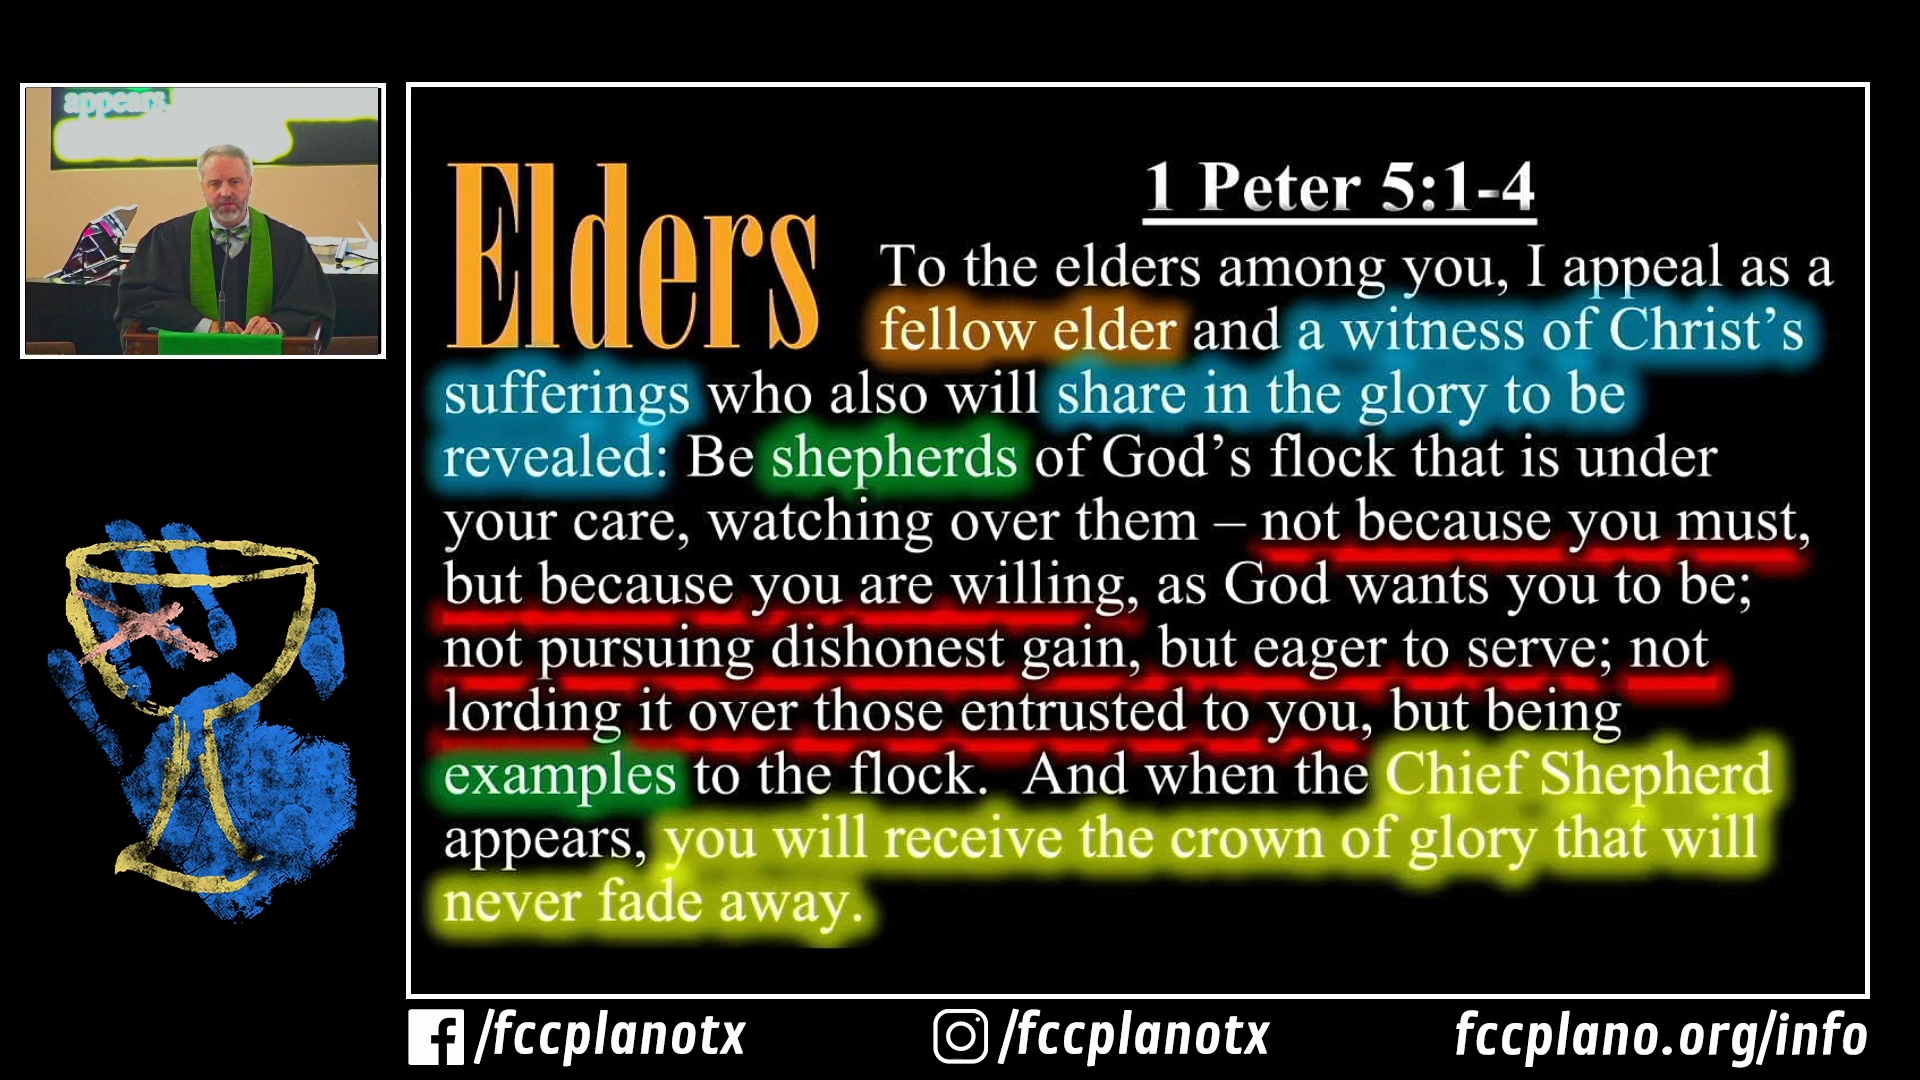 appears,
Elders
1 Peter 5:1-4
To the elders among you, I appeal as a
fellow elder and a witness of Christ’s
sufferings who also will share in the glory to be
revealed: Be shepherds of God’s flock that is under
your care, watching over them – not because you must,
but because you are willing, as God wants you to be;
not pursuing dishonest gain, but eager to serve; not
lording it over those entrusted to you, but being
examples to the flock.  And when the Chief Shepherd
appears, you will receive the crown of glory that will
never fade away.
/fccplanotx
/fccplanotx
fccplano.org/info